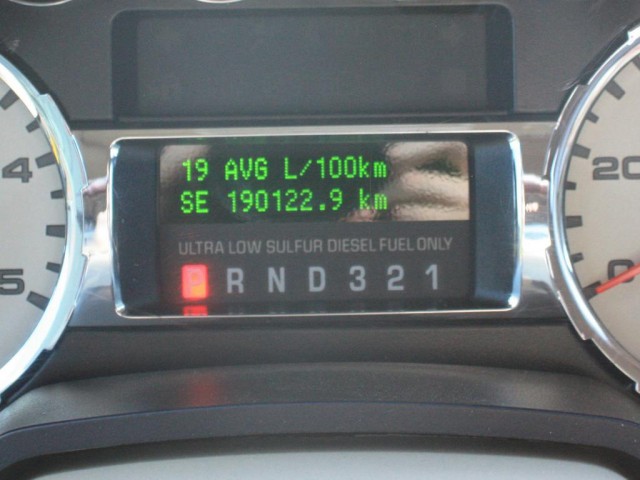 19 AVG L/100km
SE 190122.9 km
ULTRA LOW SULFUR DIESEL FUEL ONLY
P R N D 3 2 1
4
5
20
0